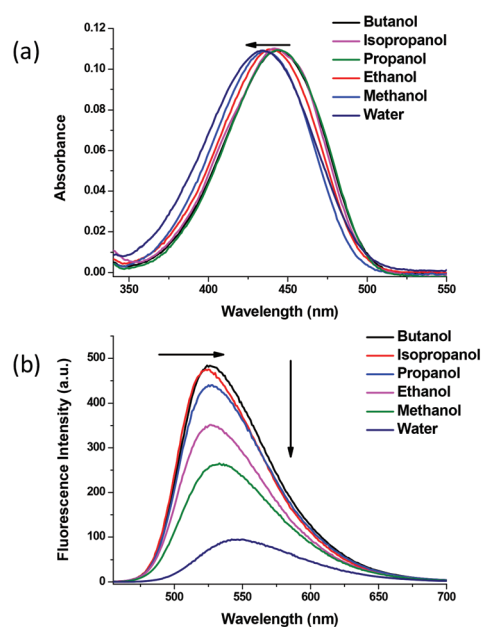 (a)
Butanol
Isopropanol
Propanol
Ethanol
Methanol
Water
Absorbance
0.12
0.10
0.08
0.06
0.04
0.02
0.00
350 400 450 500 550
Wavelength (nm)
(b)
Butanol
Isopropanol
Propanol
Ethanol
Methanol
Water
Fluorescence Intensity (a.u.)
500
400
300
200
100
0
500 550 600 650 700
Wavelength (nm)